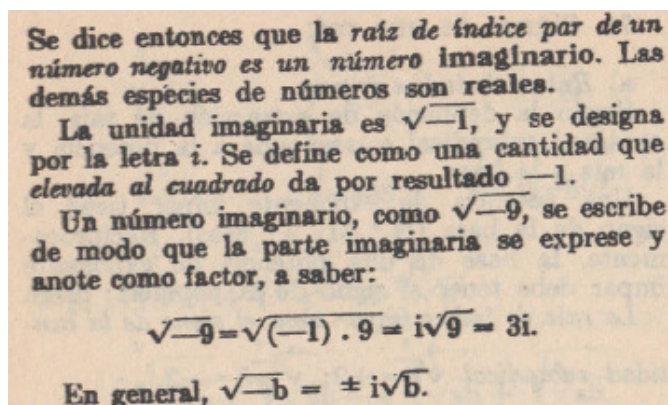 Se dice entonces que la raíz de índice par de un
número negativo es un número imaginario. Las
demás especies de números son reales.
La unidad imaginaria es √—1, y se designa
por la letra i. Se define como una cantidad que
elevada al cuadrado da por resultado — 1.
Un número imaginario, como √—9, se escribe
de modo que la parte imaginaria se exprese y
anote como factor, a saber:
√—9=√(—1) . 9 = i√9 = 3i.
En general, √—b = ± i√b.